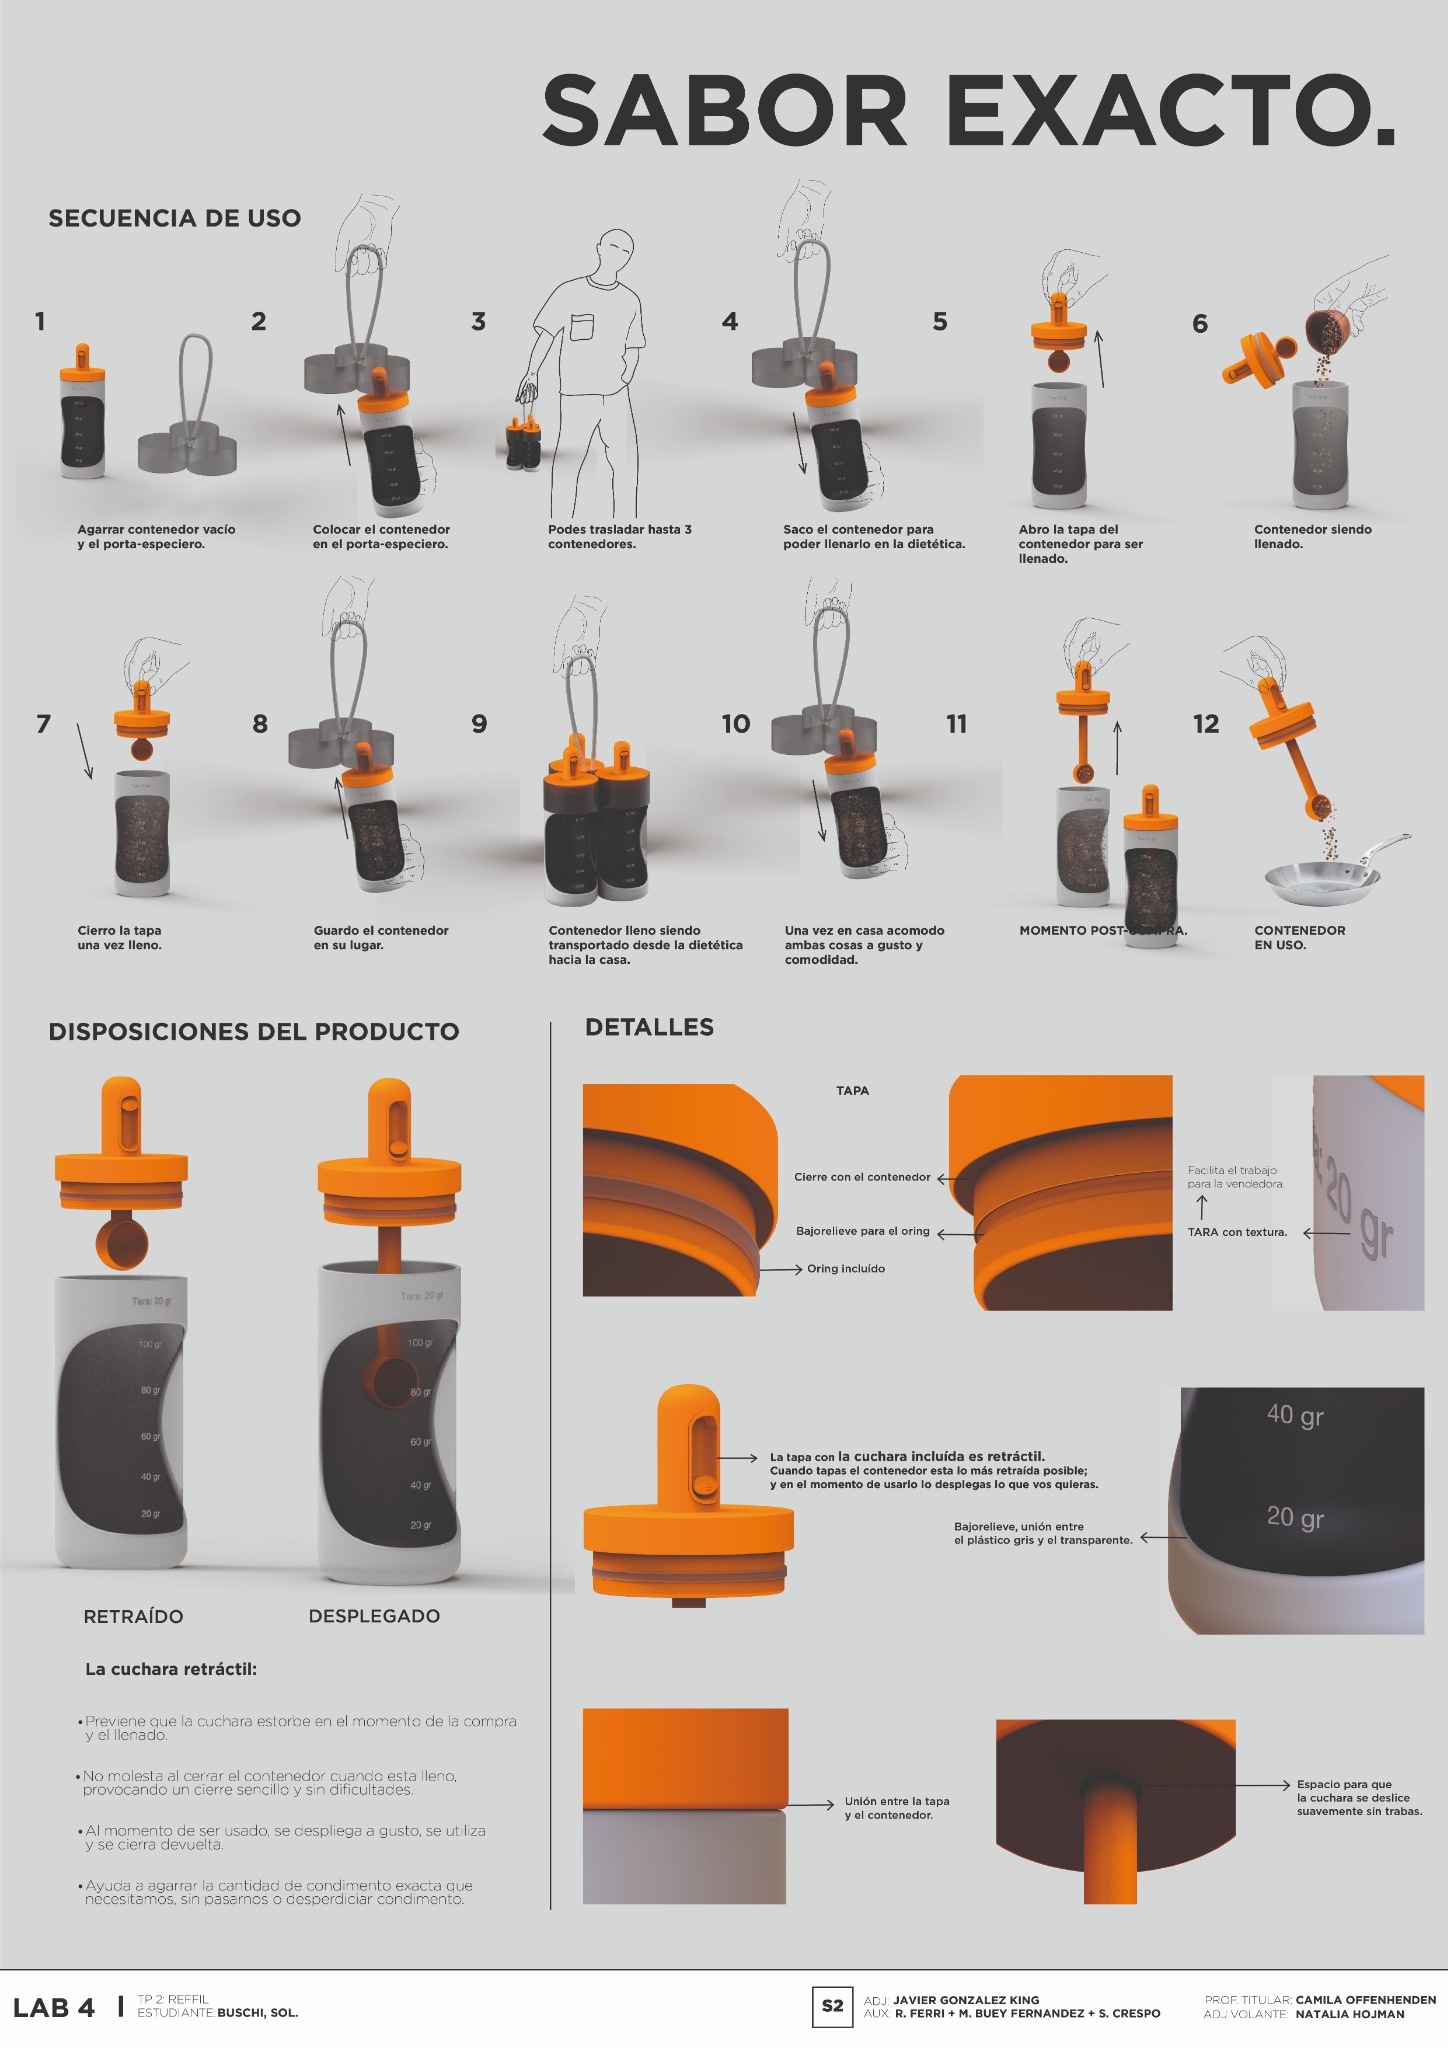 SABOR EXACTO.
SECUENCIA DE USO
1
2
3
4
5
6
Agarrar contenedor vacío
y el porta-especiero.
Colocar el contenedor
en el porta-especiero.
Podes trasladar hasta 3
contenedores.
Saco el contenedor para
poder llenarlo en la dietética.
Abro la tapa del
contenedor para ser
llenado.
Contenedor siendo
llenado.
7
8
9
10
11
12
Cierro la tapa
una vez lleno.
Guardo el contenedor
en su lugar.
Contenedor lleno siendo
transportado desde la dietética
hacia la casa.
Una vez en casa acomodo
ambas cosas a gusto y
comodidad.
MOMENTO POST-COMPRA.
CONTENEDOR
EN USO.
DISPOSICIONES DEL PRODUCTO
Tara: 20 gr
100 gr
80 gr
60 gr
40 gr
20 gr
Tara: 20 gr
100 gr
80 gr
60 gr
40 gr
20 gr
RETRAÍDO
DESPLEGADO
La cuchara retráctil:
•Previene que la cuchara estorbe en el momento de la compra
y el llenado.
•No molesta al cerrar el contenedor cuando esta lleno,
provocando un cierre sencillo y sin dificultades.
•Al momento de ser usado, se despliega a gusto, se utiliza
y se cierra devuelta.
•Ayuda a agarrar la cantidad de condimento exacta que
necesitamos, sin pasarnos o desperdiciar condimento.
DETALLES
TAPA
Cierre con el contenedor
Bajorelieve para el oring
Oring incluído
Facilita el trabajo
para la vendedora.
TARA con textura.
a: 20 gr
La tapa con la cuchara incluída es retráctil.
Cuando tapas el contenedor esta lo más retraída posible;
y en el momento de usarlo lo desplegas lo que vos quieras.
40 gr
20 gr
Bajorelieve, unión entre
el plástico gris y el transparente.
Unión entre la tapa
y el contenedor.
Espacio para que
la cuchara se deslice
suavemente sin trabas.
LAB 4
TP 2: REFFIL
ESTUDIANTE: BUSCHI, SOL.
S2
ADJ: JAVIER GONZALEZ KING
AUX: R. FERRI + M. BUEY FERNANDEZ + S. CRESPO
PROF. TITULAR: CAMILA OFFENHENDEN
ADJ VOLANTE: NATALIA HOJMAN